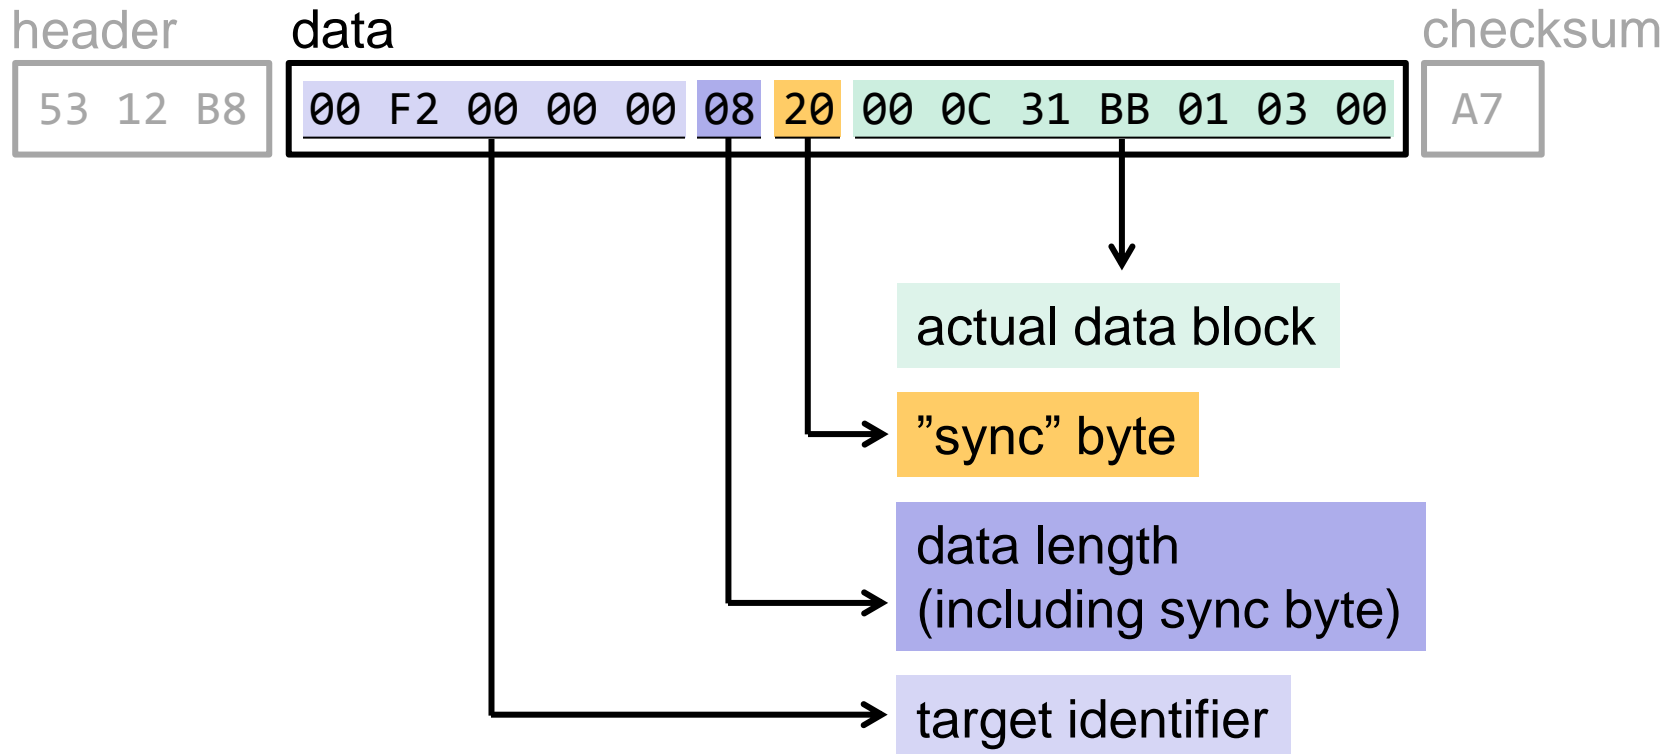 header data checksum
53 12 B8 00 F2 00 00 00 08 20 00 0C 31 BB 01 03 00 A7
actual data block
”sync” byte
data length
(including sync byte)
target identifier